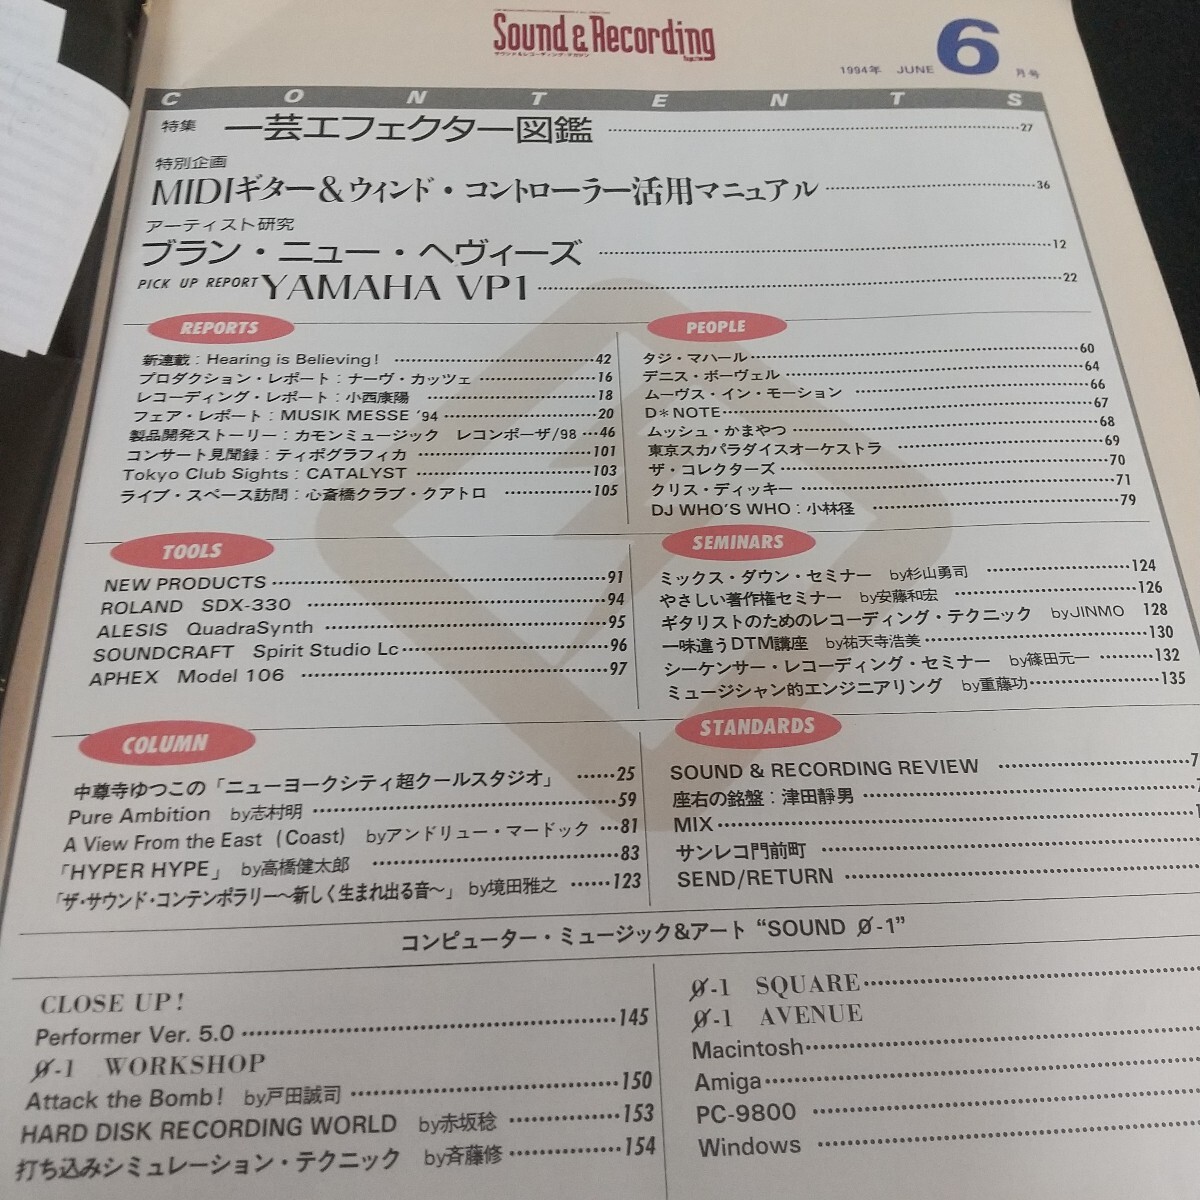 Sound & Recording
サウンド&レコーディング・マガジン
1994年 JUNE 6月号
CONTENTS
特集 一芸エフェクター図鑑 27
特別企画
MIDIギター&ウィンド・コントローラー活用マニュアル 36
アーティスト研究
ブラン・ニュー・ヘヴィーズ 12
PICK UP REPORT YAMAHA VP1 22
REPORTS
新連載:Hearing is Believing! 42
プロダクション・レポート:ナーヴ・カッツェ 16
レコーディング・レポート:小西康陽 18
フェア・レポート:MUSIK MESSE '94 20
製品開発ストーリー:カモンミュージック レコンポーザ/98 46
コンサート見聞録:ティポグラフィカ 101
Tokyo Club Sights:CATALYST 103
ライブ・スペース訪問:心斎橋クラブ・クアトロ 105
PEOPLE
タジ・マハール 60
デニス・ボーヴェル 64
ムーヴス・イン・モーション 66
D*NOTE 67
ムッシュ・かまやつ 68
東京スカパラダイスオーケストラ 69
ザ・コレクターズ 70
クリス・ディッキー 71
DJ WHO'S WHO:小林径 79
TOOLS
NEW PRODUCTS 91
ROLAND SDX-330 94
ALESIS QuadraSynth 95
SOUNDCRAFT Spirit Studio Lc 96
APHEX Model 106 97
SEMINARS
ミックス・ダウン・セミナー by杉山勇司 124
やさしい著作権セミナー by安藤和宏 126
ギタリストのためのレコーディング・テクニック byJINMO 128
一味違うDTM講座 by祐天寺浩美 130
シーケンサー・レコーディング・セミナー by篠田元一 132
ミュージシャン的エンジニアリング by重藤功 135
COLUMN
中尊寺ゆつこの「ニューヨークシティ超クールスタジオ」 25
Pure Ambition by志村明 59
A View From the East (Coast) byアンドリュー・マードック 81
「HYPER HYPE」 by高橋健太郎 83
「ザ・サウンド・コンテンポラリー〜新しく生まれ出る音〜」 by境田雅之 123
STANDARDS
SOUND & RECORDING REVIEW 7
座右の銘盤:津田靜男
MIX
サンレコ門前町
SEND/RETURN
コンピューター・ミュージック&アート “SOUND 0̸-1”
CLOSE UP!
Performer Ver. 5.0 145
0̸-1 WORKSHOP
Attack the Bomb! by戸田誠司 150
HARD DISK RECORDING WORLD by赤坂稔 153
打ち込みシミュレーション・テクニック by斉藤修 154
0̸-1 SQUARE
0̸-1 AVENUE
Macintosh
Amiga
PC-9800
Windows